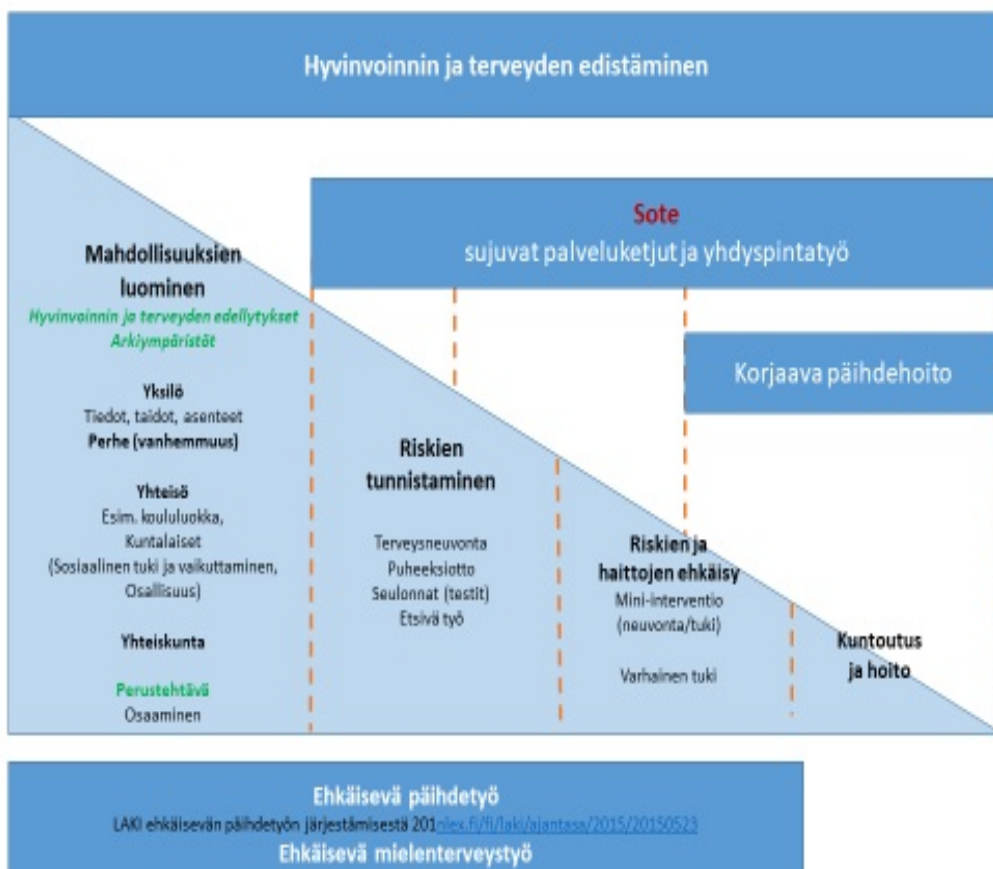 Hyvinvoinnin ja terveyden edistäminen
Sote
sujuvat palveluketjut ja yhdyspintatyö
Korjaava päihdehoito
Mahdollisuuksien
luominen
Hyvinvoinnin ja terveyden edellytykset
Arkiympäristöt
Yksilö
Tiedot, taidot, asenteet
Perhe (vanhemmuus)
Yhteisö
Esim. koululuokka,
Kuntalaiset
(Sosiaalinen tuki ja vaikuttaminen,
Osallisuus)
Yhteiskunta
Perustehtävä
Osaaminen
Riskien
tunnistaminen
Terveysneuvonta
Puheeksiotto
Seulonnat (testit)
Etsivä työ
Riskien ja
haittojen ehkäisy
Mini-interventio
(neuvonta/tuki)
Varhainen tuki
Kuntoutus
ja hoito
Ehkäisevä päihdetyö
LAKI ehkäisevän päihdetyön järjestämisestä 201nlex.fi/fi/laki/ajantasa/2015/20150523
Ehkäisevä mielenterveystyö